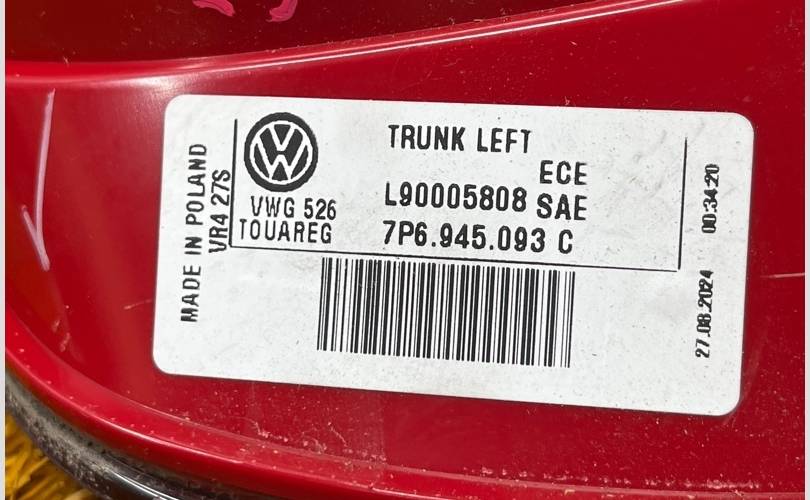 TRUNK LEFT
ECE
L90005808 SAE
7P6.945.093 C
VWG 526
TOUAREG
MADE IN POLAND
VR4 27S
27.08.2024 00:34:20